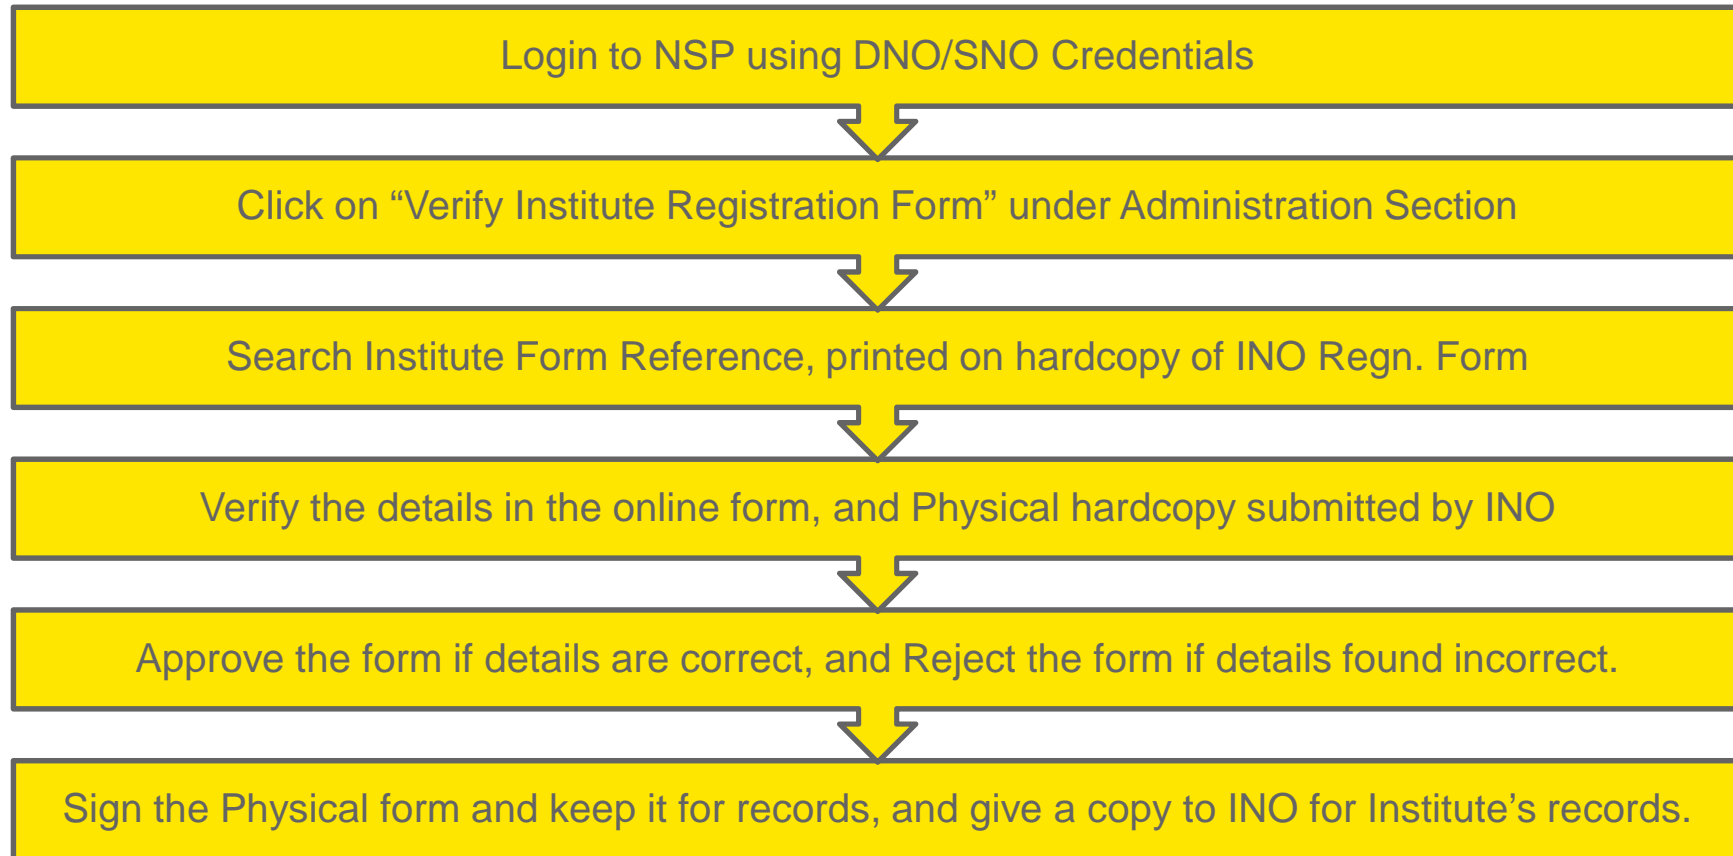 Login to NSP using DNO/SNO Credentials
Click on “Verify Institute Registration Form” under Administration Section
Search Institute Form Reference, printed on hardcopy of INO Regn. Form
Verify the details in the online form, and Physical hardcopy submitted by INO
Approve the form if details are correct, and Reject the form if details found incorrect.
Sign the Physical form and keep it for records, and give a copy to INO for Institute’s records.